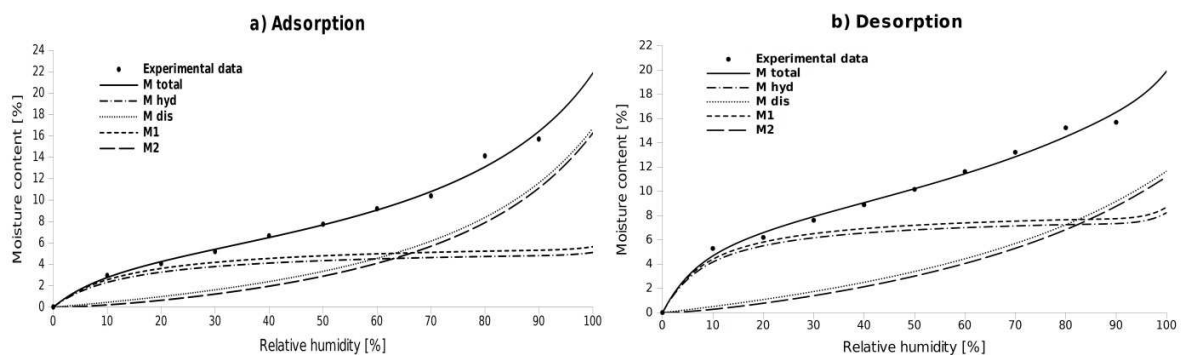 a) Adsorption
Moisture content [%]
24
22
20
18
16
14
12
10
8
6
4
2
0
Experimental data
M total
M hyd
M dis
M1
M2
0 10 20 30 40 50 60 70 80 90 100
Relative humidity [%]
b) Desorption
Moisture content [%]
22
20
18
16
14
12
10
8
6
4
2
0
Experimental data
M total
M hyd
M dis
M1
M2
0 10 20 30 40 50 60 70 80 90 100
Relative humidity [%]